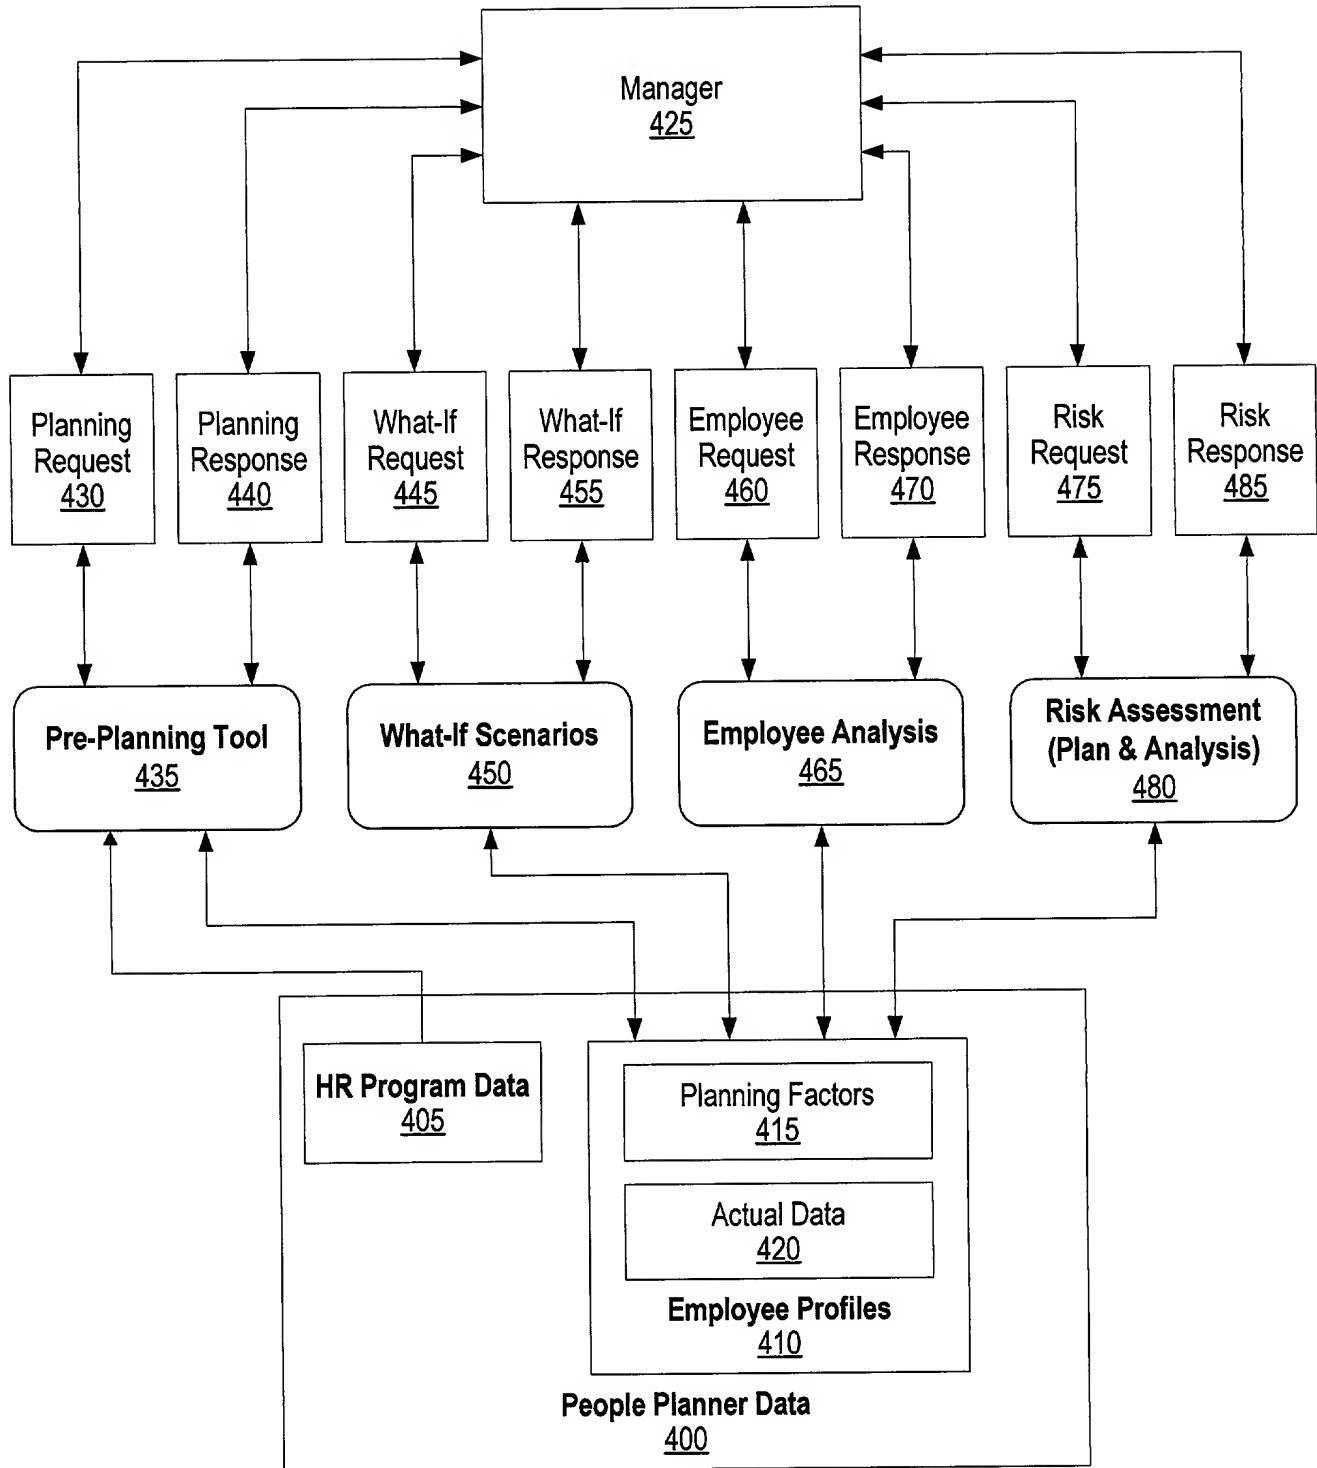 Manager
425
Planning
Request
430
Planning
Response
440
What-If
Request
445
What-If
Response
455
Employee
Request
460
Employee
Response
470
Risk
Request
475
Risk
Response
485
Pre-Planning Tool
435
What-If Scenarios
450
Employee Analysis
465
Risk Assessment
(Plan & Analysis)
480
HR Program Data
405
Planning Factors
415
Actual Data
420
Employee Profiles
410
People Planner Data
400